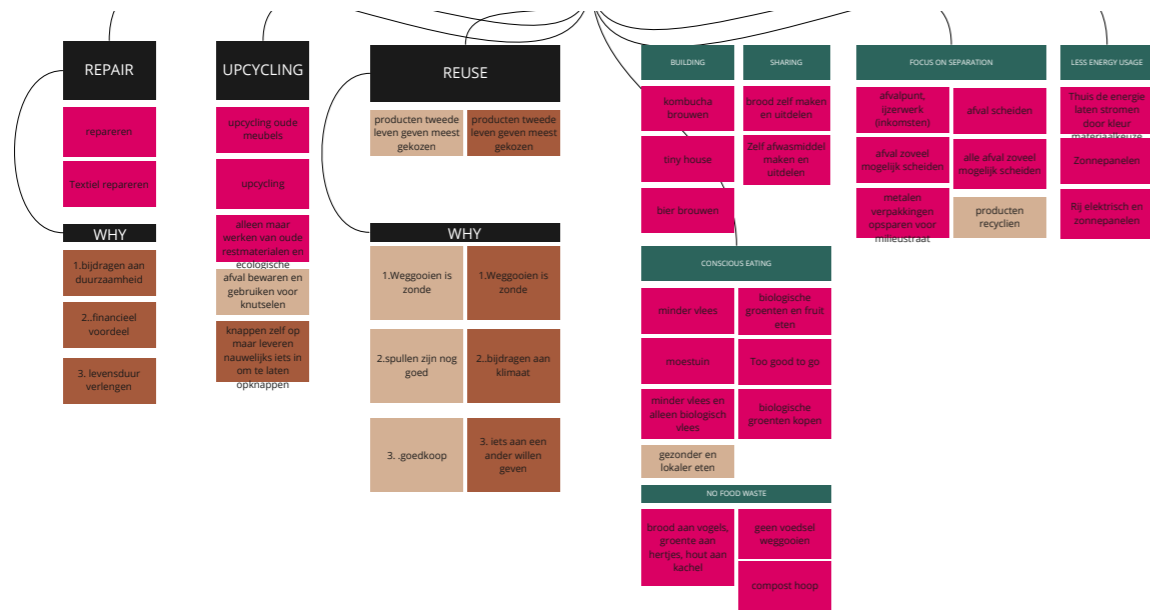 REPAIR
repareren
Textiel repareren
WHY
1.bijdragen aan
duurzaamheid
2..financieel
voordeel
3. levensduur
verlengen
UPCYCLING
upcycling oude
meubels
upcycling
alleen maar
werken van oude
restmaterialen en
ecologische
afval bewaren en
gebruiken voor
knutselen
knappen zelf op
maar leveren
nauwelijks iets in
om te laten
opknappen
REUSE
producten tweede
leven geven meest
gekozen
producten tweede
leven geven meest
gekozen
WHY
1.Weggooien is
zonde
1.Weggooien is
zonde
2.spullen zijn nog
goed
2..bijdragen aan
klimaat
3. .goedkoop
3. iets aan een
ander willen
geven
BUILDING
kombucha
brouwen
tiny house
bier brouwen
SHARING
brood zelf maken
en uitdelen
Zelf afwasmiddel
maken en
uitdelen
CONSCIOUS EATING
minder vlees
biologische
groenten en fruit
eten
moestuin
Too good to go
minder vlees en
alleen biologisch
vlees
biologische
groenten kopen
gezonder en
lokaler eten
NO FOOD WASTE
brood aan vogels,
groente aan
hertjes, hout aan
kachel
geen voedsel
weggooien
compost hoop
FOCUS ON SEPARATION
afvalpunt,
ijzerwerk
(inkomsten)
afval scheiden
afval zoveel
mogelijk scheiden
alle afval zoveel
mogelijk scheiden
metalen
verpakkingen
opsparen voor
milieustraat
producten
recyclen
LESS ENERGY USAGE
Thuis de energie
laten stromen
door kleur
materiaalkeuze
Zonnepanelen
Rij elektrisch en
zonnepanelen